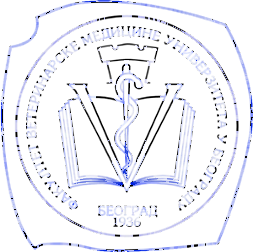 ФАКУЛТЕТ ВЕТЕРИНАРСКЕ МЕДИЦИНЕ УНИВЕРЗИТЕТА У БЕОГРАДУ
БЕОГРАД
1936